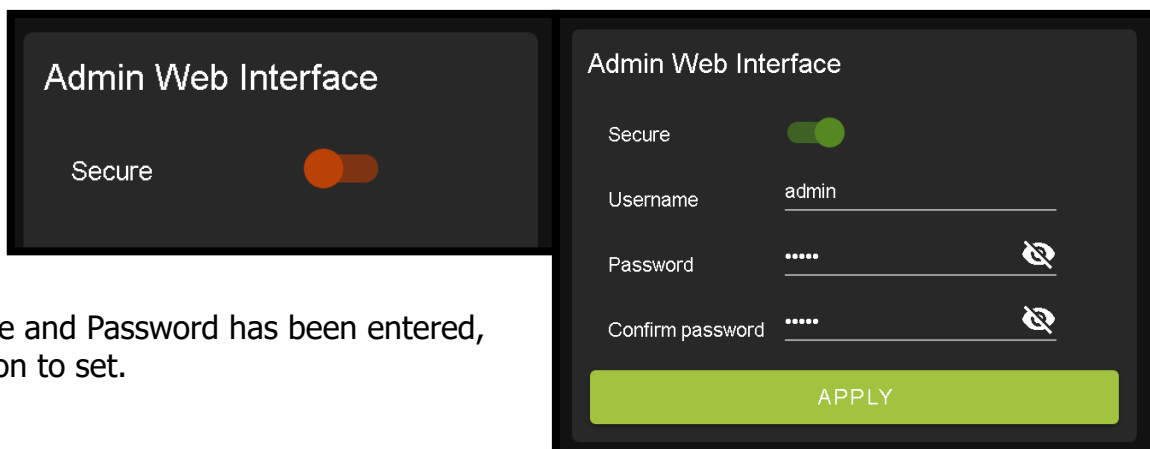 Admin Web Interface
Secure
e and Password has been entered,
on to set.
Admin Web Interface
Secure
Username admin
Password •••••
Confirm password •••••
APPLY